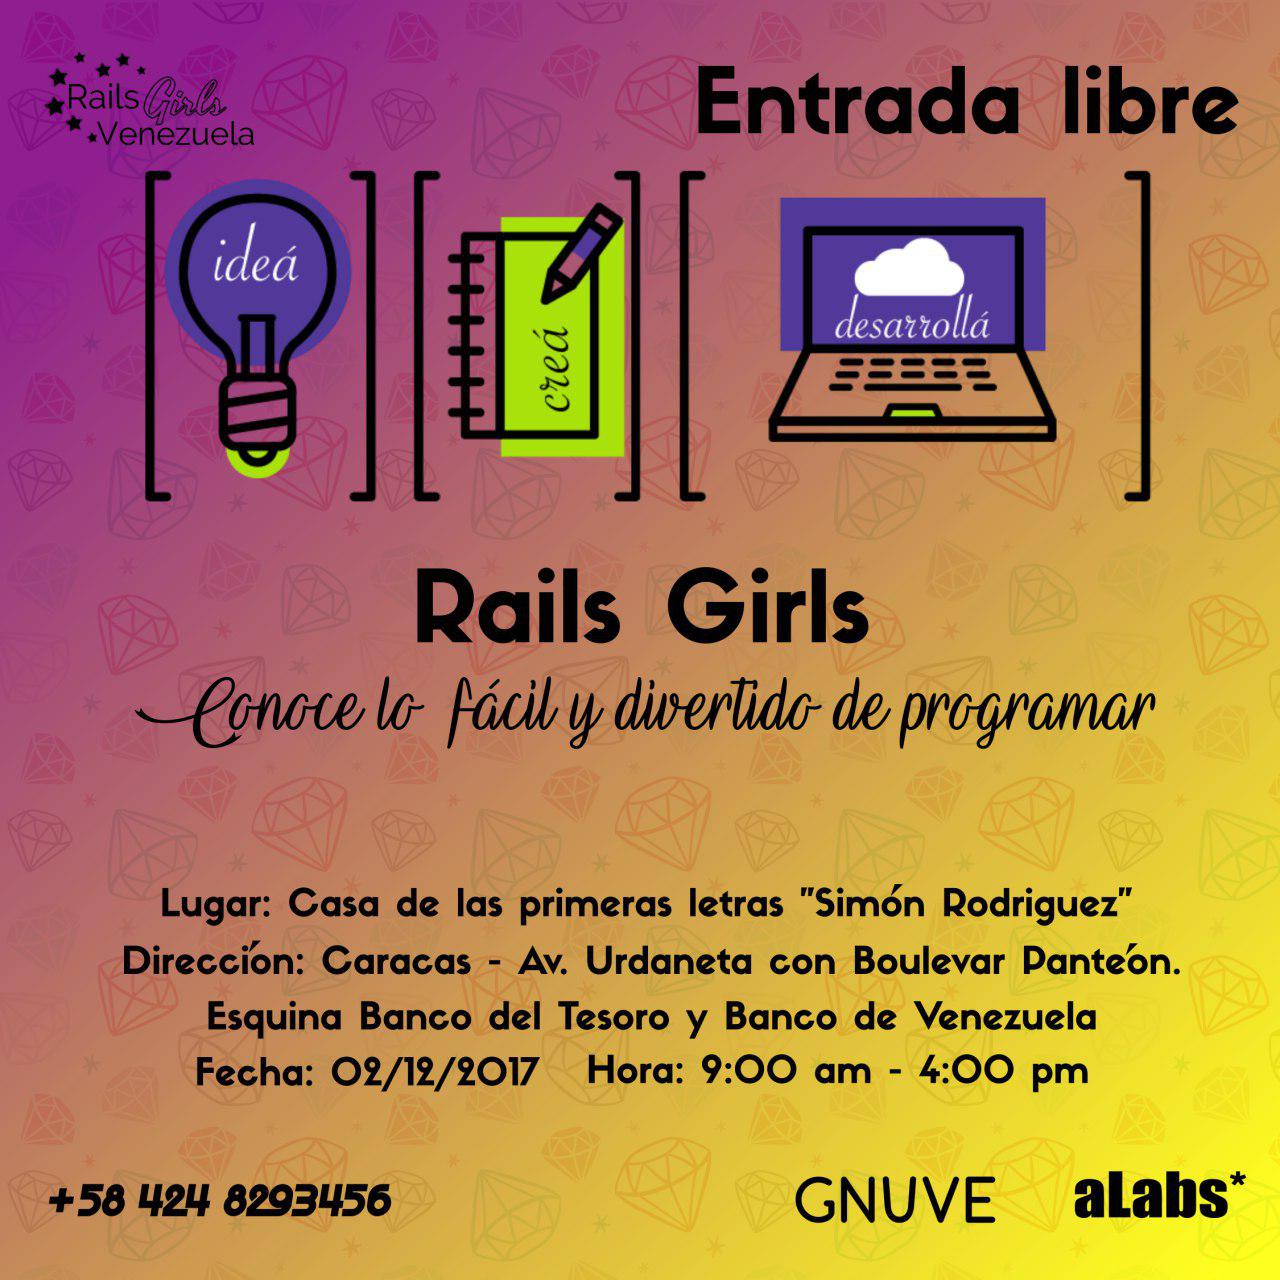 Rails Girls
Venezuela
Entrada libre
ideá
creá
desarrollá
Rails Girls
Conoce lo fácil y divertido de programar
Lugar: Casa de las primeras letras "Simón Rodriguez"
Dirección: Caracas - Av. Urdaneta con Boulevar Panteón.
Esquina Banco del Tesoro y Banco de Venezuela
Fecha: 02/12/2017 Hora: 9:00 am - 4:00 pm
+58 424 8293456
GNUVE
aLabs*